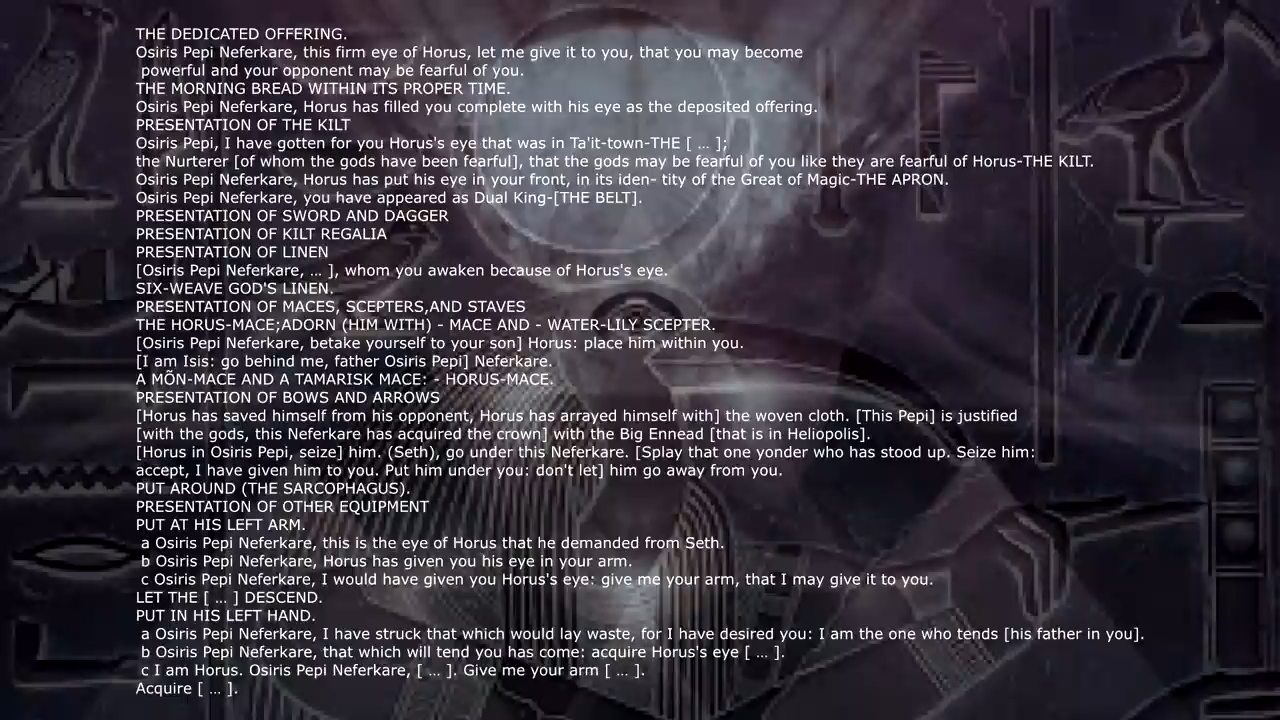 THE DEDICATED OFFERING.
Osiris Pepi Neferkare, this firm eye of Horus, let me give it to you, that you may become
powerful and your opponent may be fearful of you.
THE MORNING BREAD WITHIN ITS PROPER TIME.
Osiris Pepi Neferkare, Horus has filled you complete with his eye as the deposited offering.
PRESENTATION OF THE KILT
Osiris Pepi, I have gotten for you Horus's eye that was in Ta'it-town-THE [ ... ];
the Nurterer [of whom the gods have been fearful], that the gods may be fearful of you like they are fearful of Horus-THE KILT.
Osiris Pepi Neferkare, Horus has put his eye in your front, in its iden- tity of the Great of Magic-THE APRON.
Osiris Pepi Neferkare, you have appeared as Dual King-[THE BELT].
PRESENTATION OF SWORD AND DAGGER
PRESENTATION OF KILT REGALIA
PRESENTATION OF LINEN
[Osiris Pepi Neferkare, ... ], whom you awaken because of Horus's eye.
SIX-WEAVE GOD'S LINEN.
PRESENTATION OF MACES, SCEPTERS,AND STAVES
THE HORUS-MACE;ADORN (HIM WITH) - MACE AND - WATER-LILY SCEPTER.
[Osiris Pepi Neferkare, betake yourself to your son] Horus: place him within you.
[I am Isis: go behind me, father Osiris Pepi] Neferkare.
A MÕN-MACE AND A TAMARISK MACE: - HORUS-MACE.
PRESENTATION OF BOWS AND ARROWS
[Horus has saved himself from his opponent, Horus has arrayed himself with] the woven cloth. [This Pepi] is justified
[with the gods, this Neferkare has acquired the crown] with the Big Ennead [that is in Heliopolis].
[Horus in Osiris Pepi, seize] him. (Seth), go under this Neferkare. [Splay that one yonder who has stood up. Seize him:
accept, I have given him to you. Put him under you: don't let] him go away from you.
PUT AROUND (THE SARCOPHAGUS).
PRESENTATION OF OTHER EQUIPMENT
PUT AT HIS LEFT ARM.
a Osiris Pepi Neferkare, this is the eye of Horus that he demanded from Seth.
b Osiris Pepi Neferkare, Horus has given you his eye in your arm.
c Osiris Pepi Neferkare, I would have given you Horus's eye: give me your arm, that I may give it to you.
LET THE [ ... ] DESCEND.
PUT IN HIS LEFT HAND.
a Osiris Pepi Neferkare, I have struck that which would lay waste, for I have desired you: I am the one who tends [his father in you].
b Osiris Pepi Neferkare, that which will tend you has come: acquire Horus's eye [ ... ].
c I am Horus. Osiris Pepi Neferkare, [ ... ]. Give me your arm [ ... ].
Acquire [ ... ].